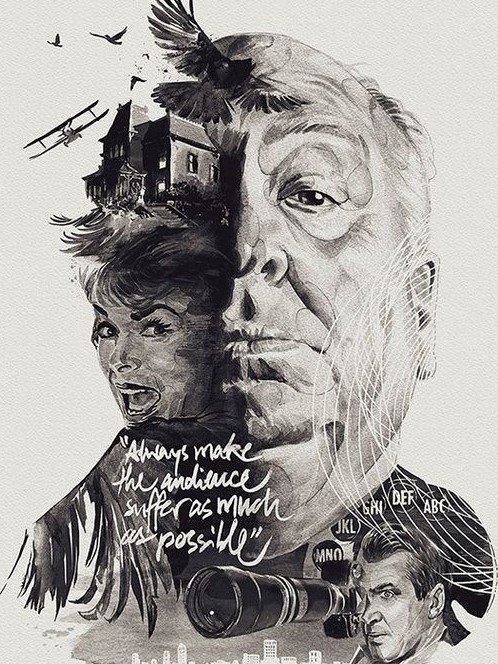 "Always make
the audience
suffer as much
as possible"
GHI DEF ABC
JKL
MNO